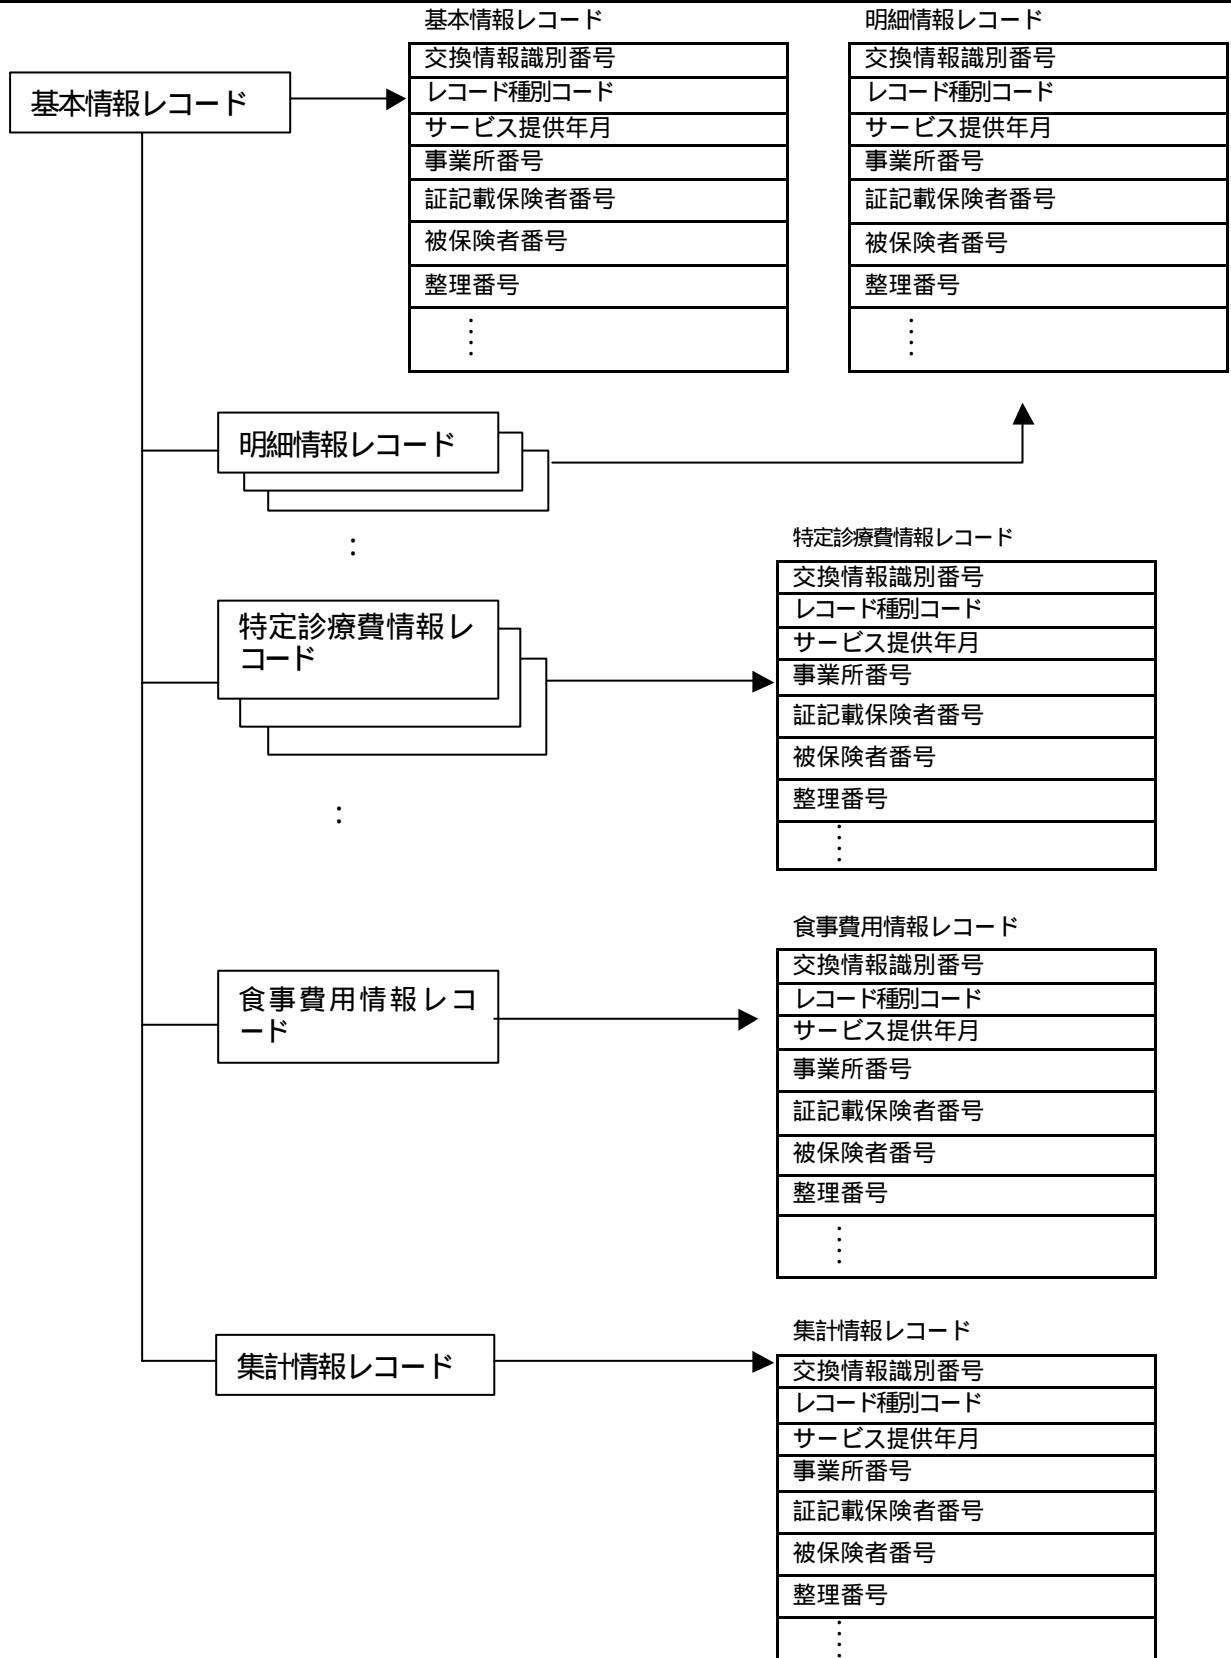 基本情報レコード
基本情報レコード
交換情報識別番号
レコード種別コード
サービス提供年月
事業所番号
証記載保険者番号
被保険者番号
整理番号
⋮
明細情報レコード
交換情報識別番号
レコード種別コード
サービス提供年月
事業所番号
証記載保険者番号
被保険者番号
整理番号
⋮
明細情報レコード
:
特定診療費情報レ
コード
:
特定診療費情報レコード
交換情報識別番号
レコード種別コード
サービス提供年月
事業所番号
証記載保険者番号
被保険者番号
整理番号
⋮
食事費用情報レコ
ード
食事費用情報レコード
交換情報識別番号
レコード種別コード
サービス提供年月
事業所番号
証記載保険者番号
被保険者番号
整理番号
⋮
集計情報レコード
集計情報レコード
交換情報識別番号
レコード種別コード
サービス提供年月
事業所番号
証記載保険者番号
被保険者番号
整理番号
⋮